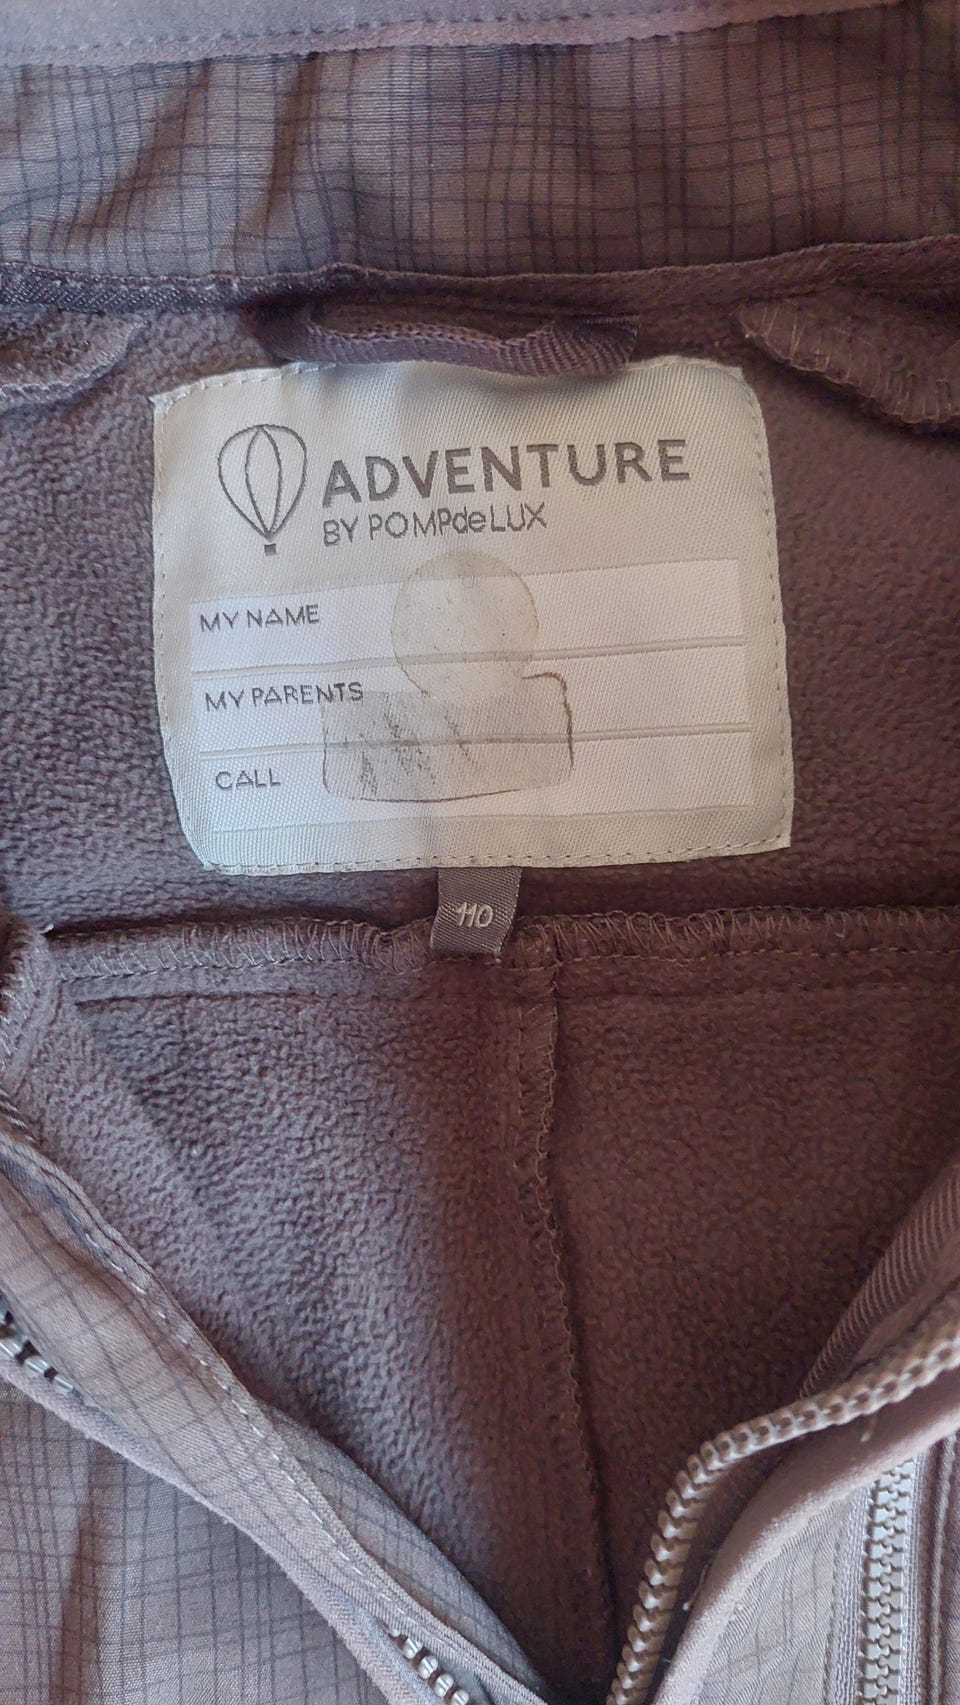 ADVENTURE
BY POMPdeLUX
MY NAME
MY PARENTS
CALL
110